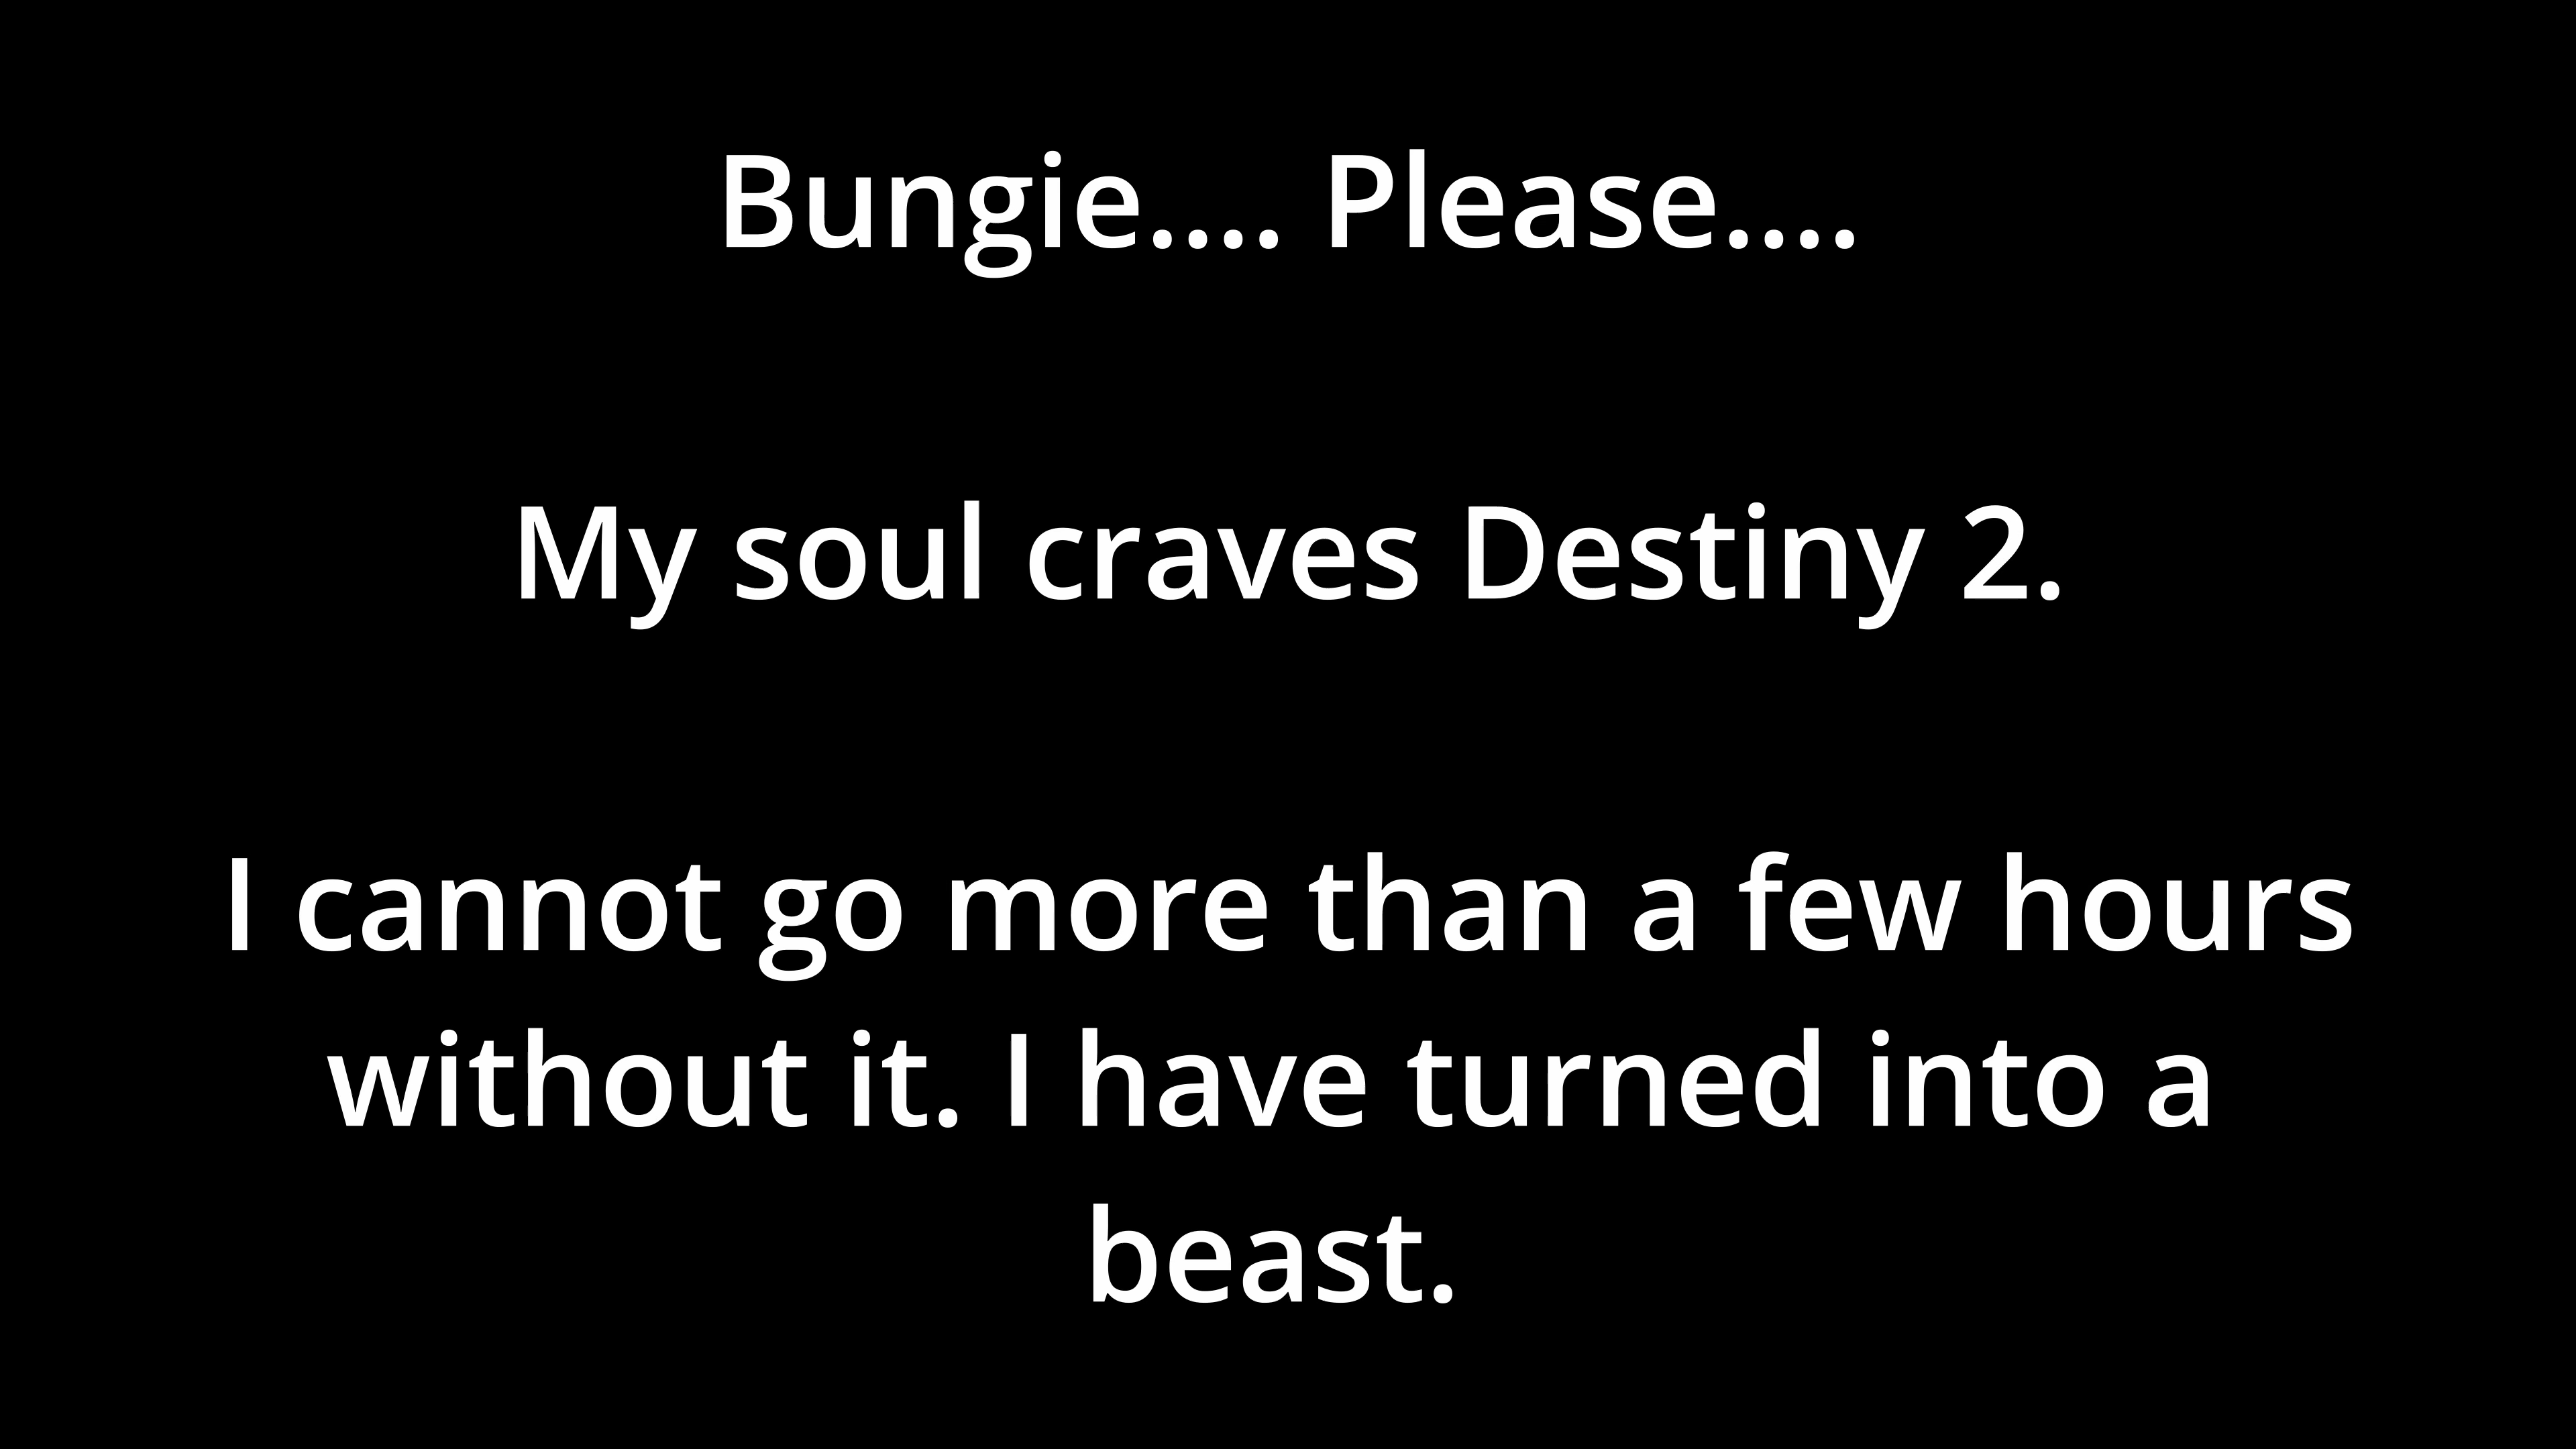 Bungie.... Please....
My soul craves Destiny 2.
I cannot go more than a few hours
without it. I have turned into a
beast.